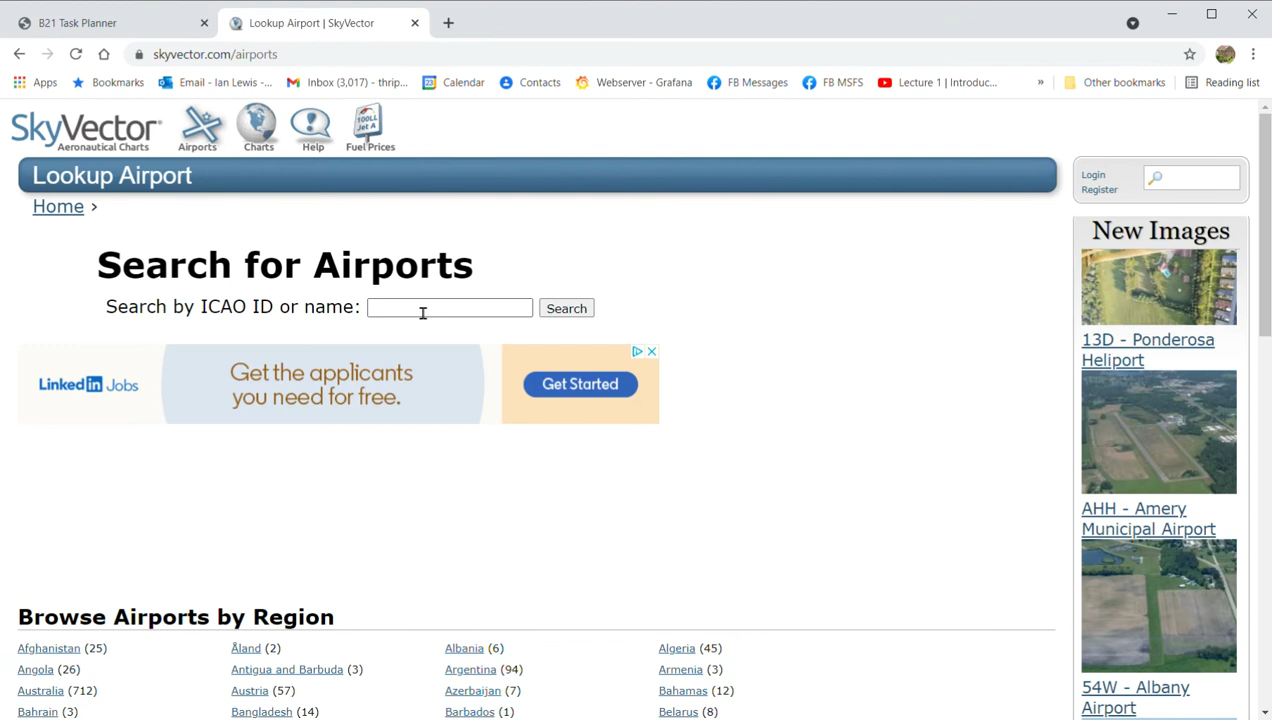 B21 Task Planner
Lookup Airport | SkyVector
skyvector.com/airports
Apps
Bookmarks
Email - Ian Lewis -...
Inbox (3,017) - thrip...
23
Calendar
Contacts
Webserver - Grafana
FB Messages
FB MSFS
Lecture 1 | Introduc...
»
Other bookmarks
Reading list
SkyVector
Aeronautical Charts
Airports
Charts
Help
100LL
Jet A
Fuel Prices
Lookup Airport
Login
Register
Home >
New Images
Search for Airports
Search by ICAO ID or name:
Search
13D - Ponderosa
Heliport
LinkedIn Jobs
Get the applicants
you need for free.
Get Started
AHH - Amery
Municipal Airport
Browse Airports by Region
Afghanistan (25) Åland (2) Albania (6) Algeria (45)
Angola (26) Antigua and Barbuda (3) Argentina (94) Armenia (3)
Australia (712) Austria (57) Azerbaijan (7) Bahamas (12)
Bahrain (3) Bangladesh (14) Barbados (1) Belarus (8)
54W - Albany
Airport